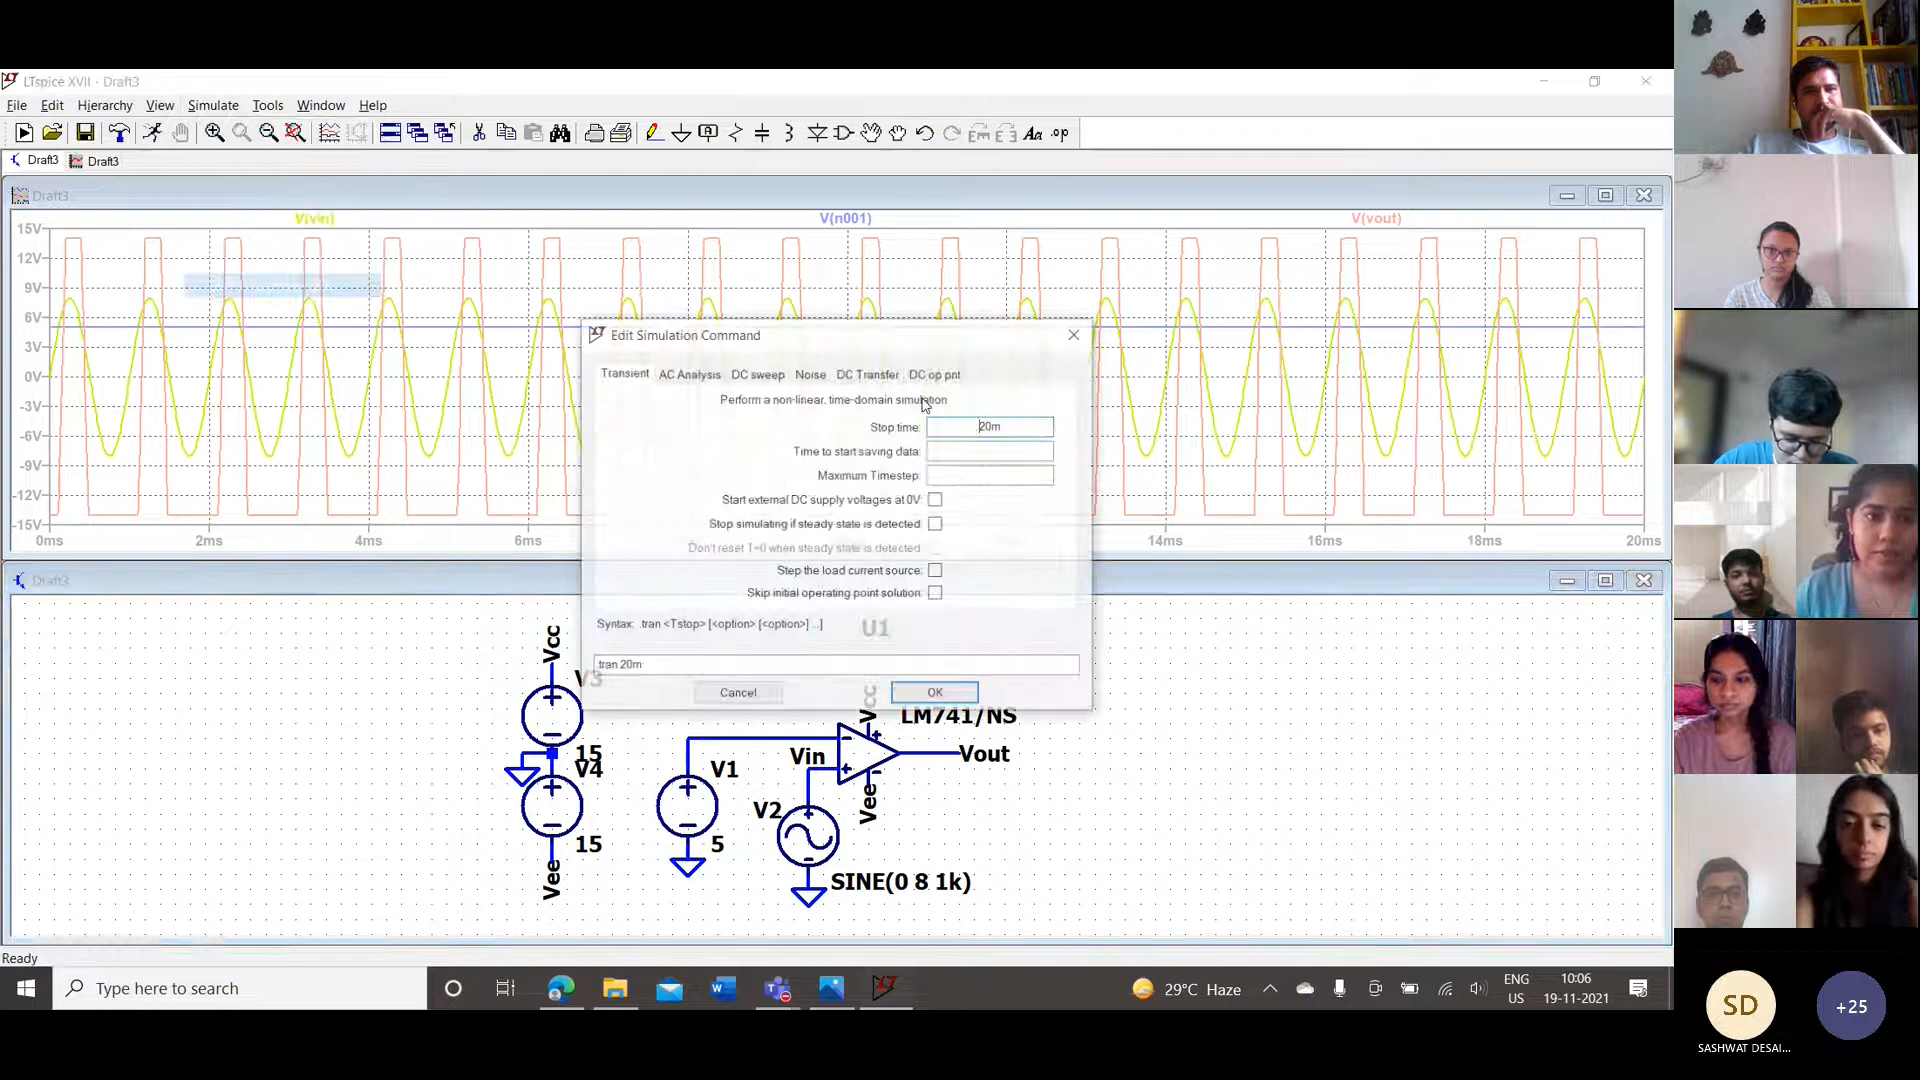 LTspice XVII - Draft3
File Edit Hierarchy View Simulate Tools Window Help
Aa .op
Draft3 Draft3
Draft3
V(vin) V(n001) V(vout)
15V
12V
9V
6V
3V
0V
-3V
-6V
-9V
-12V
-15V
0ms 2ms 4ms 6ms 14ms 16ms 18ms 20ms
Edit Simulation Command
Transient AC Analysis DC sweep Noise DC Transfer DC op pnt
Perform a non-linear, time-domain simulation
Stop time: 20m
Time to start saving data:
Maximum Timestep:
Start external DC supply voltages at 0V:
Stop simulating if steady state is detected:
Don't reset T=0 when steady state is detected:
Step the load current source:
Skip initial operating point solution:
Syntax: .tran <Tstop> [<option> [<option>] ...]
.tran 20m
Cancel OK
Draft3
U1
Vcc
V3
15
V4
15
Vee
V1
5
Vin
V2
SINE(0 8 1k)
Vcc
LM741/NS
Vout
Vee
Ready
Type here to search
29°C Haze
ENG
US
10:06
19-11-2021
SD
SASHWAT DESAI...
+25